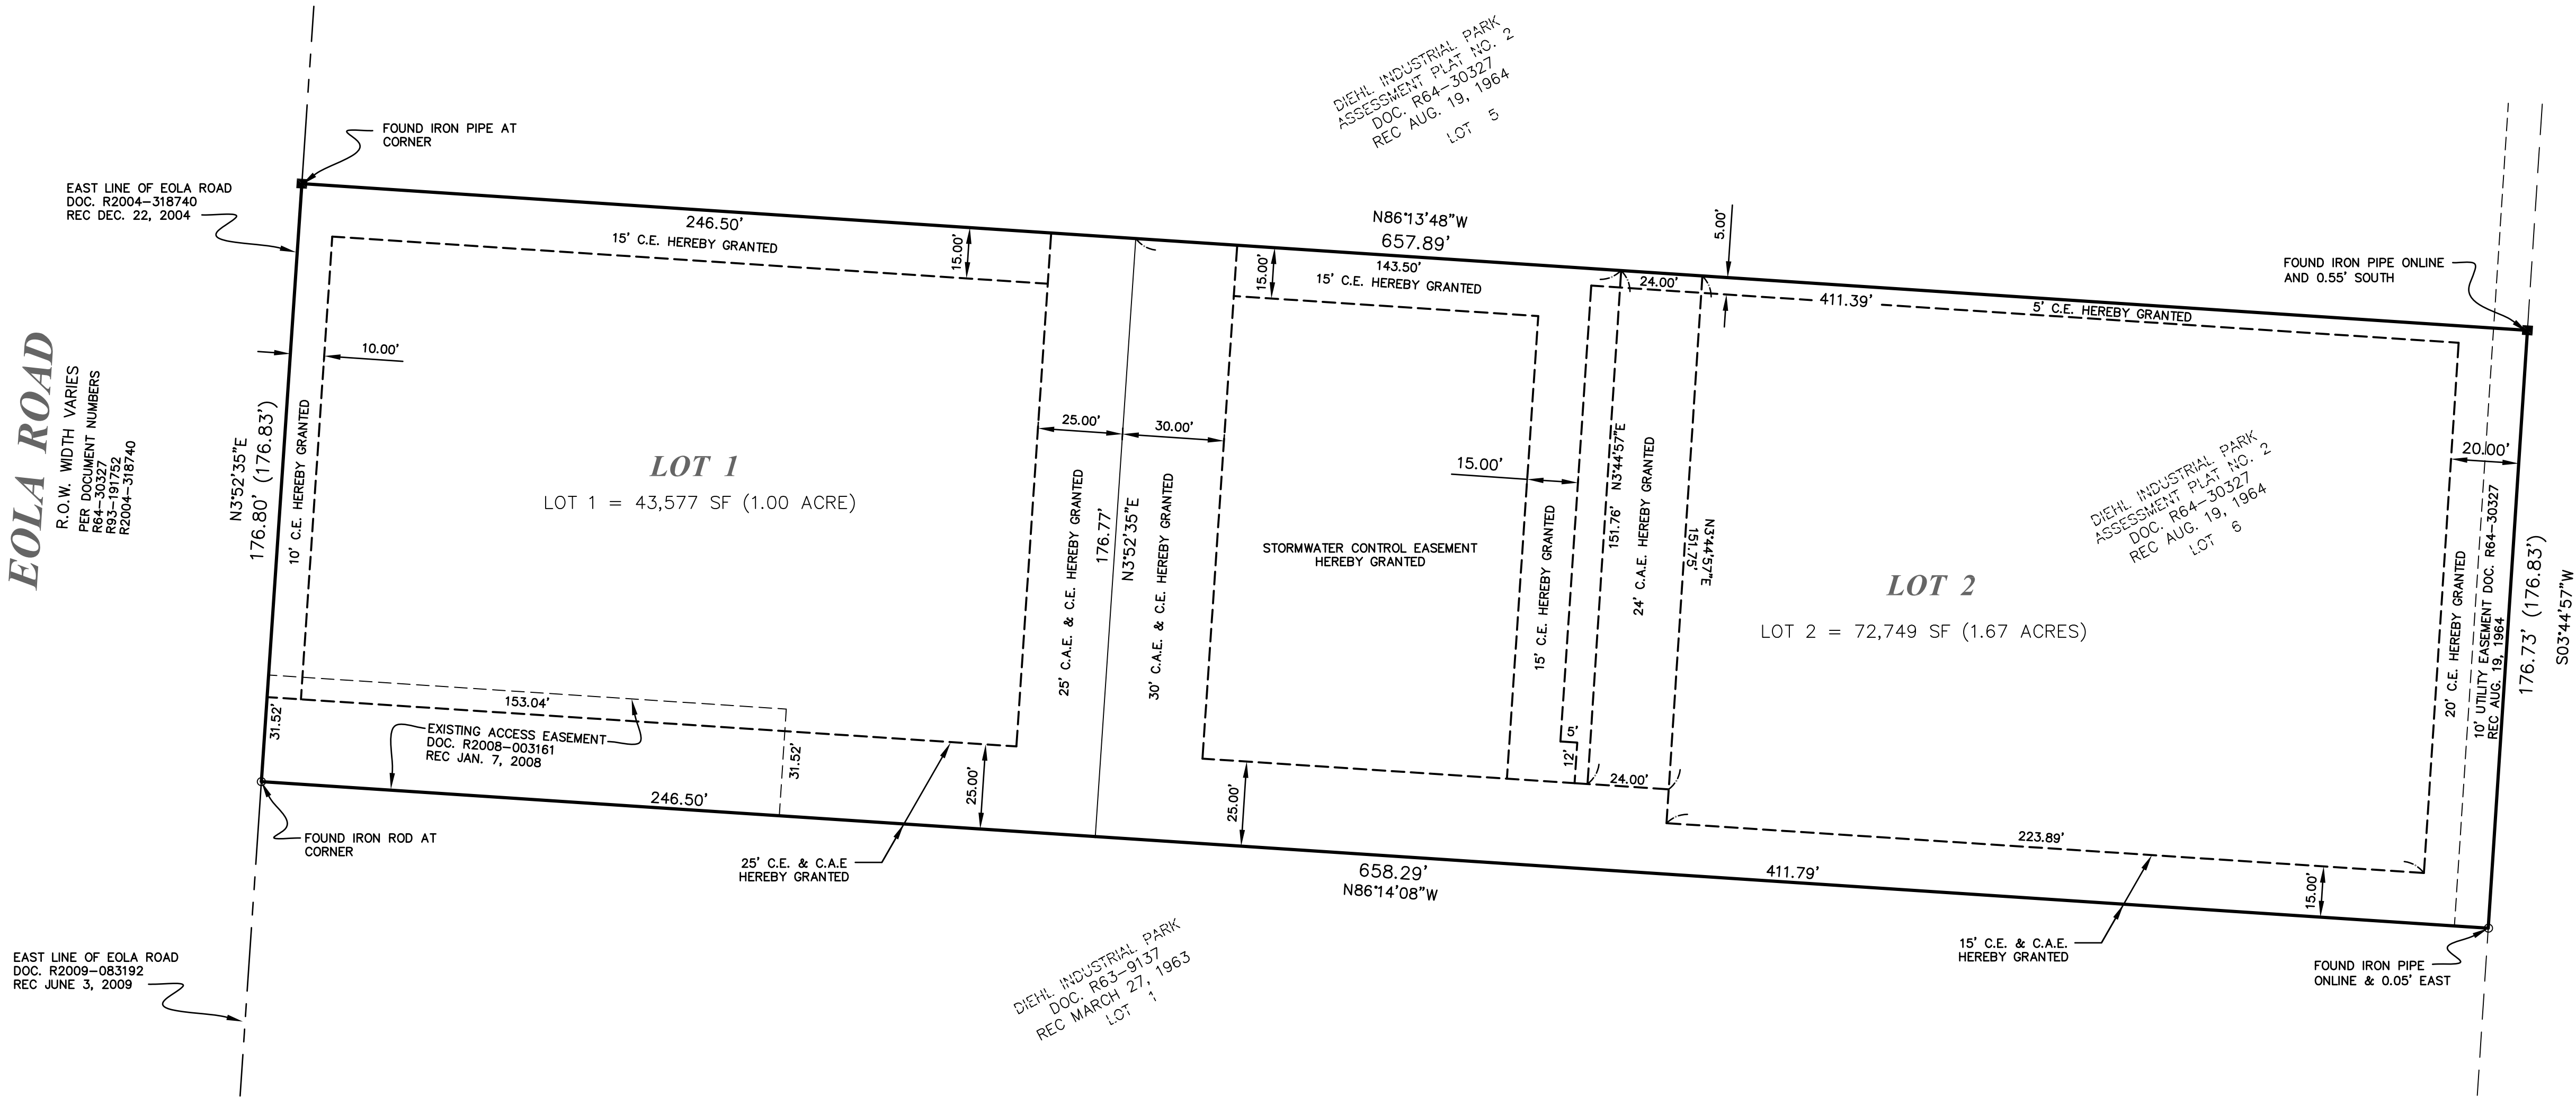 DIEHL INDUSTRIAL PARK
ASSESSMENT PLAT NO. 2
DOC. R64-30327
REC AUG. 19, 1964
LOT 5
FOUND IRON PIPE AT
CORNER
EAST LINE OF EOLA ROAD
DOC. R2004-318740
REC DEC. 22, 2004
246.50'
15' C.E. HEREBY GRANTED
15.00'
N86°13'48"W
657.89'
15.00'
143.50'
15' C.E. HEREBY GRANTED
5.00'
24.00'
411.39'
5' C.E. HEREBY GRANTED
FOUND IRON PIPE ONLINE
AND 0.55' SOUTH
EOLA ROAD
R.O.W. WIDTH VARIES
PER DOCUMENT NUMBERS
R64-30327
R93-191752
R2004-318740
N3°52'35"E
176.80' (176.83')
10' C.E. HEREBY GRANTED
10.00'
LOT 1
LOT 1 = 43,577 SF (1.00 ACRE)
25.00'
30.00'
25' C.A.E. & C.E. HEREBY GRANTED
176.77'
N3°52'35"E
30' C.A.E. & C.E. HEREBY GRANTED
STORMWATER CONTROL EASEMENT
HEREBY GRANTED
15.00'
15' C.E. HEREBY GRANTED
N3°44'57"E
151.76'
24' C.A.E. HEREBY GRANTED
N3°44'57"E
151.75'
LOT 2
LOT 2 = 72,749 SF (1.67 ACRES)
DIEHL INDUSTRIAL PARK
ASSESSMENT PLAT NO. 2
DOC. R64-30327
REC AUG. 19, 1964
LOT 6
20.00'
20' C.E. HEREBY GRANTED
10' UTILITY EASEMENT DOC. R64-30327
REC AUG. 19, 1964
176.73' (176.83')
S03°44'57"W
31.52'
153.04'
EXISTING ACCESS EASEMENT
DOC. R2008-003161
REC JAN. 7, 2008
31.52'
25.00'
25.00'
5'
12'
24.00'
246.50'
FOUND IRON ROD AT
CORNER
25' C.E. & C.A.E
HEREBY GRANTED
658.29'
N86°14'08"W
411.79'
223.89'
15.00'
15' C.E. & C.A.E.
HEREBY GRANTED
FOUND IRON PIPE
ONLINE & 0.05' EAST
EAST LINE OF EOLA ROAD
DOC. R2009-083192
REC JUNE 3, 2009
DIEHL INDUSTRIAL PARK
DOC. R63-9137
REC MARCH 27, 1963
LOT 1